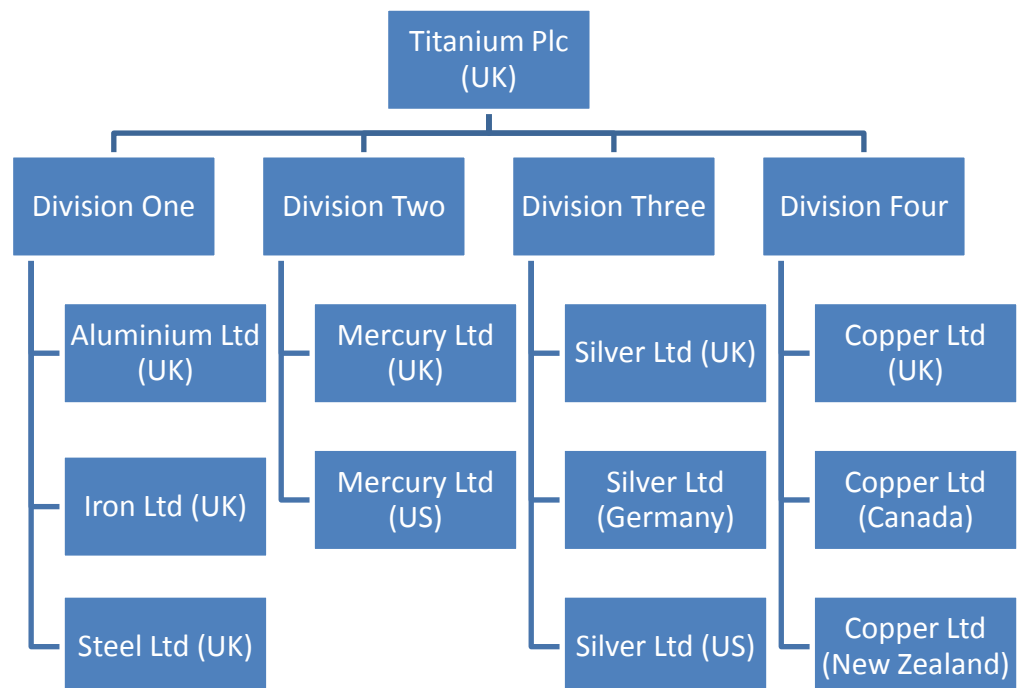 Titanium Plc
(UK)
Division One
Division Two
Division Three
Division Four
Aluminium Ltd
(UK)
Iron Ltd (UK)
Steel Ltd (UK)
Mercury Ltd
(UK)
Mercury Ltd
(US)
Silver Ltd (UK)
Silver Ltd
(Germany)
Silver Ltd (US)
Copper Ltd
(UK)
Copper Ltd
(Canada)
Copper Ltd
(New Zealand)